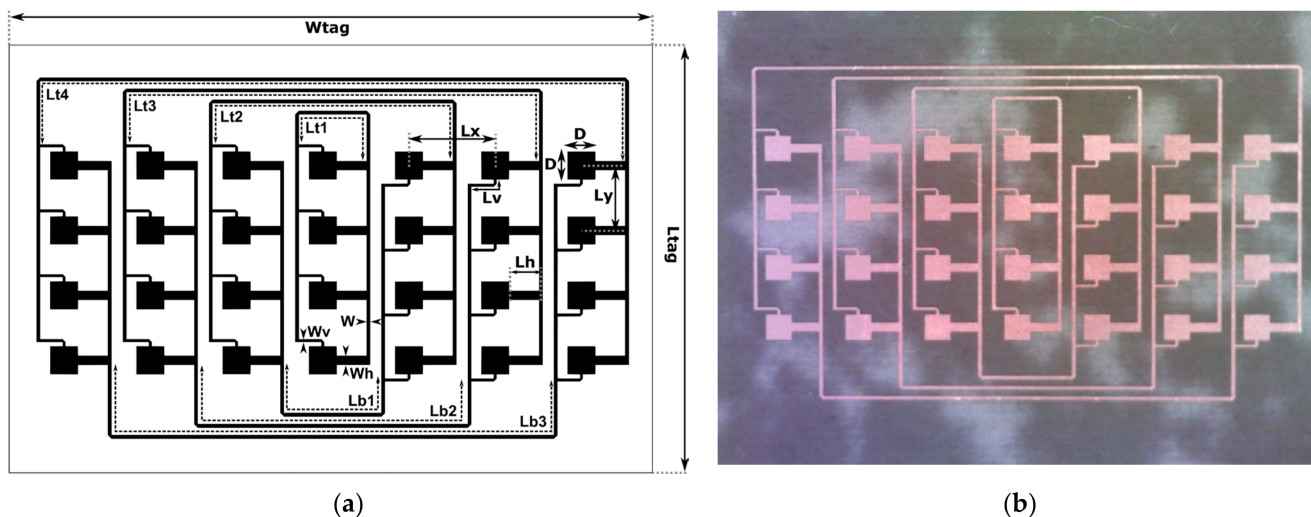 Wtag
Lt4
Lt3
Lt2
Lt1
Lx
D
D
Lv
Ly
Ltag
Lh
W
Wv
Wh
Lb1
Lb2
Lb3
(a)
(b)